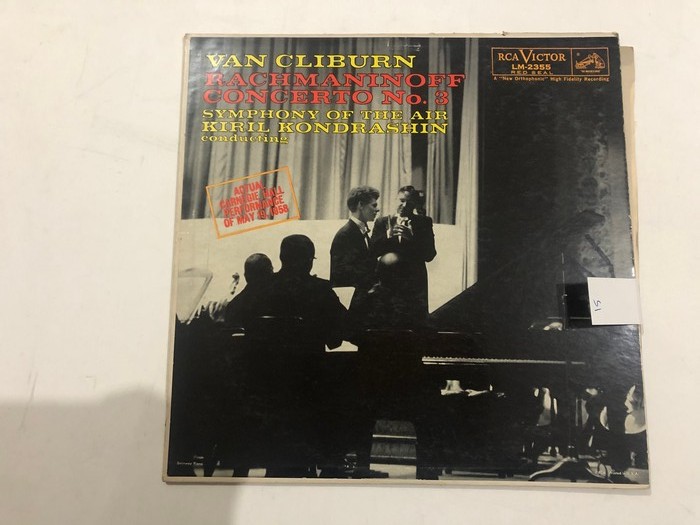 VAN CLIBURN
RACHMANINOFF
CONCERTO No. 3
SYMPHONY OF THE AIR
KIRIL KONDRASHIN
conducting
RCA VICTOR
LM-2355
RED SEAL
A "New Orthophonic" High Fidelity Recording
ACTUA
CARNEGIE HALL
PERFORMANCE
OF MAY 19, 1958
15